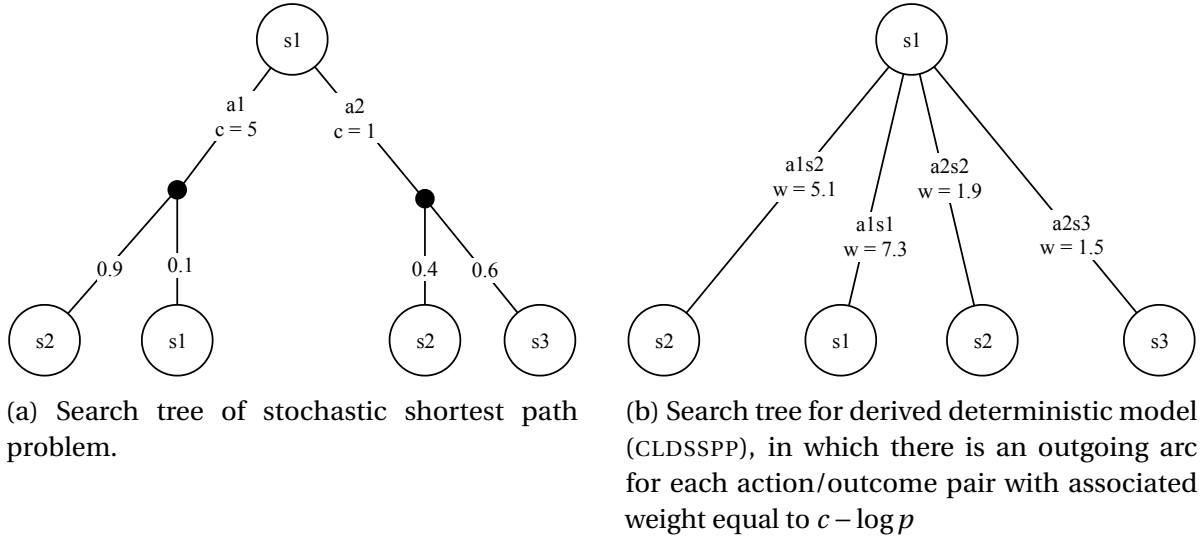 s1
a1
c = 5
a2
c = 1
0.9
0.1
0.4
0.6
s2
s1
s2
s3
(a) Search tree of stochastic shortest path
problem.
s1
a1s2
w = 5.1
a2s2
w = 1.9
a1s1
w = 7.3
a2s3
w = 1.5
s2
s1
s2
s3
(b) Search tree for derived deterministic model
(CLDSSPP), in which there is an outgoing arc
for each action/outcome pair with associated
weight equal to c – log p